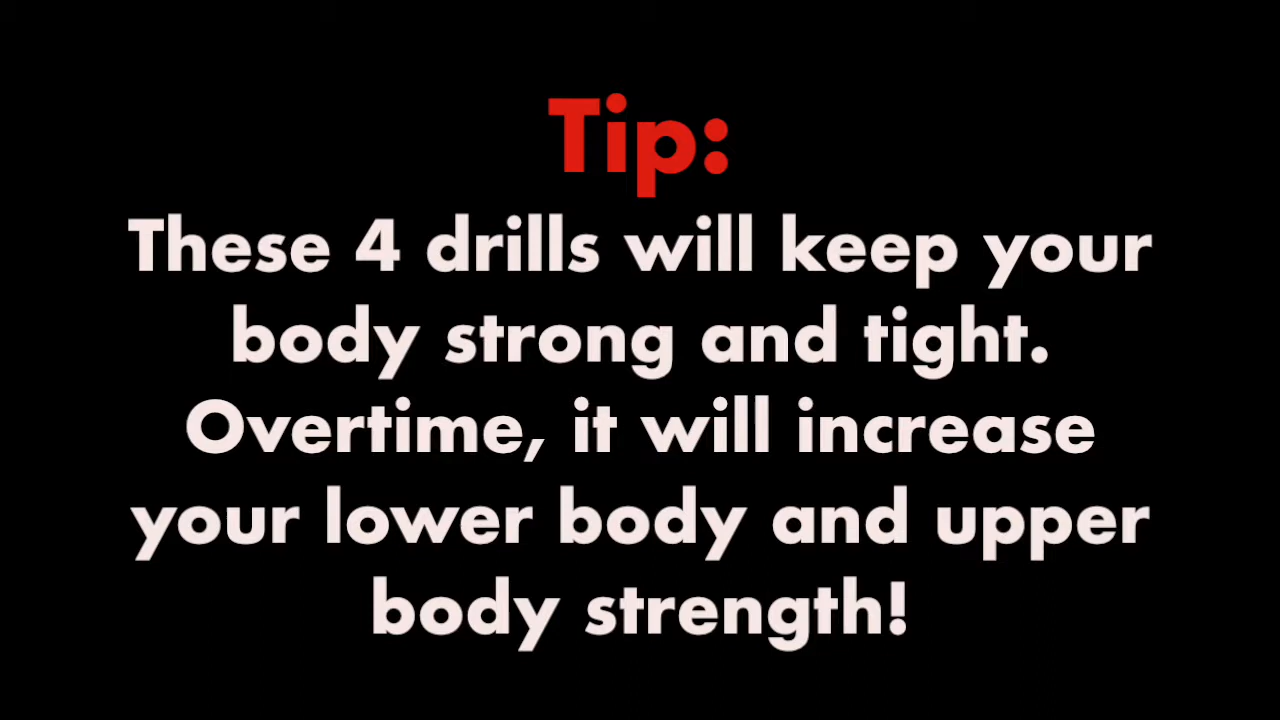 Tip:
These 4 drills will keep your
body strong and tight.
Overtime, it will increase
your lower body and upper
body strength!